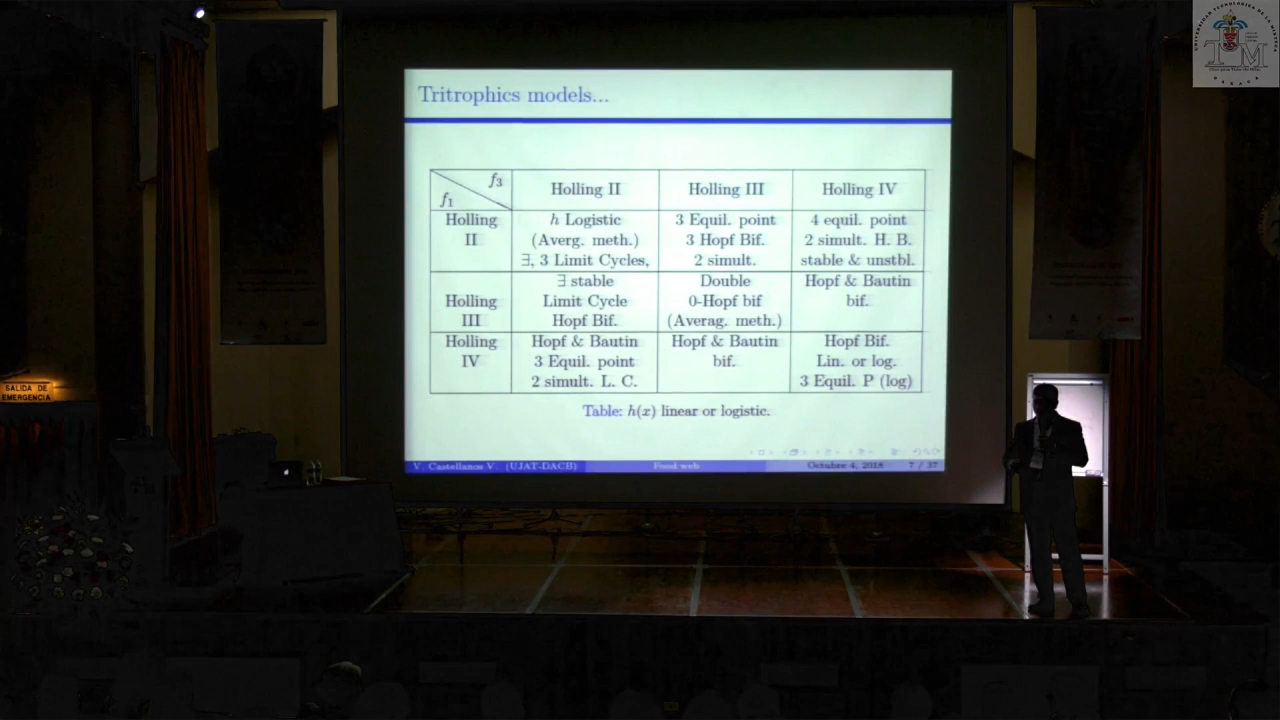 Tritrophics models...
f3
f1
Holling II
Holling III
Holling IV
Holling
II
h Logistic
(Averg. meth.)
∃, 3 Limit Cycles,
3 Equil. point
3 Hopf Bif.
2 simult.
4 equil. point
2 simult. H. B.
stable & unstbl.
Holling
III
∃ stable
Limit Cycle
Hopf Bif.
Double
0-Hopf bif
(Averag. meth.)
Hopf & Bautin
bif.
Holling
IV
Hopf & Bautin
3 Equil. point
2 simult. L. C.
Hopf & Bautin
bif.
Hopf Bif.
Lin. or log.
3 Equil. P (log)
Table: h(x) linear or logistic.
V. Castellanos V. (UJAT-DACB)
Food web
Octubre 4, 2018
7 / 37
SALIDA DE
EMERGENCIA